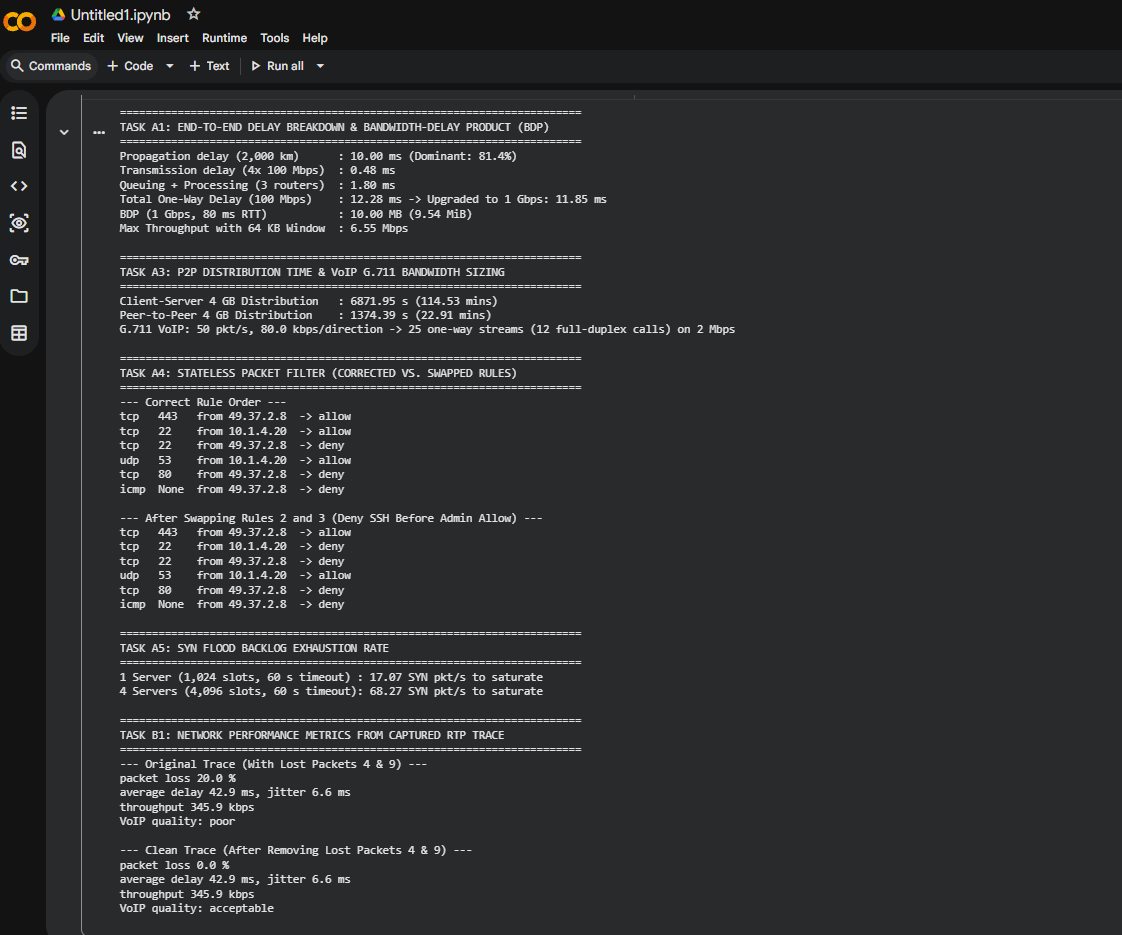 Untitled1.ipynb
File Edit View Insert Runtime Tools Help
Commands + Code + Text Run all
==========================================================================
TASK A1: END-TO-END DELAY BREAKDOWN & BANDWIDTH-DELAY PRODUCT (BDP)
==========================================================================
Propagation delay (2,000 km) : 10.00 ms (Dominant: 81.4%)
Transmission delay (4x 100 Mbps) : 0.48 ms
Queuing + Processing (3 routers) : 1.80 ms
Total One-Way Delay (100 Mbps) : 12.28 ms -> Upgraded to 1 Gbps: 11.85 ms
BDP (1 Gbps, 80 ms RTT) : 10.00 MB (9.54 MiB)
Max Throughput with 64 KB Window : 6.55 Mbps
==========================================================================
TASK A3: P2P DISTRIBUTION TIME & VoIP G.711 BANDWIDTH SIZING
==========================================================================
Client-Server 4 GB Distribution : 6871.95 s (114.53 mins)
Peer-to-Peer 4 GB Distribution : 1374.39 s (22.91 mins)
G.711 VoIP: 50 pkt/s, 80.0 kbps/direction -> 25 one-way streams (12 full-duplex calls) on 2 Mbps
==========================================================================
TASK A4: STATELESS PACKET FILTER (CORRECTED VS. SWAPPED RULES)
==========================================================================
--- Correct Rule Order ---
tcp 443 from 49.37.2.8 -> allow
tcp 22 from 10.1.4.20 -> allow
tcp 22 from 49.37.2.8 -> deny
udp 53 from 10.1.4.20 -> allow
tcp 80 from 49.37.2.8 -> deny
icmp None from 49.37.2.8 -> deny
--- After Swapping Rules 2 and 3 (Deny SSH Before Admin Allow) ---
tcp 443 from 49.37.2.8 -> allow
tcp 22 from 10.1.4.20 -> deny
tcp 22 from 49.37.2.8 -> deny
udp 53 from 10.1.4.20 -> allow
tcp 80 from 49.37.2.8 -> deny
icmp None from 49.37.2.8 -> deny
==========================================================================
TASK A5: SYN FLOOD BACKLOG EXHAUSTION RATE
==========================================================================
1 Server (1,024 slots, 60 s timeout) : 17.07 SYN pkt/s to saturate
4 Servers (4,096 slots, 60 s timeout): 68.27 SYN pkt/s to saturate
==========================================================================
TASK B1: NETWORK PERFORMANCE METRICS FROM CAPTURED RTP TRACE
==========================================================================
--- Original Trace (With Lost Packets 4 & 9) ---
packet loss 20.0 %
average delay 42.9 ms, jitter 6.6 ms
throughput 345.9 kbps
VoIP quality: poor
--- Clean Trace (After Removing Lost Packets 4 & 9) ---
packet loss 0.0 %
average delay 42.9 ms, jitter 6.6 ms
throughput 345.9 kbps
VoIP quality: acceptable